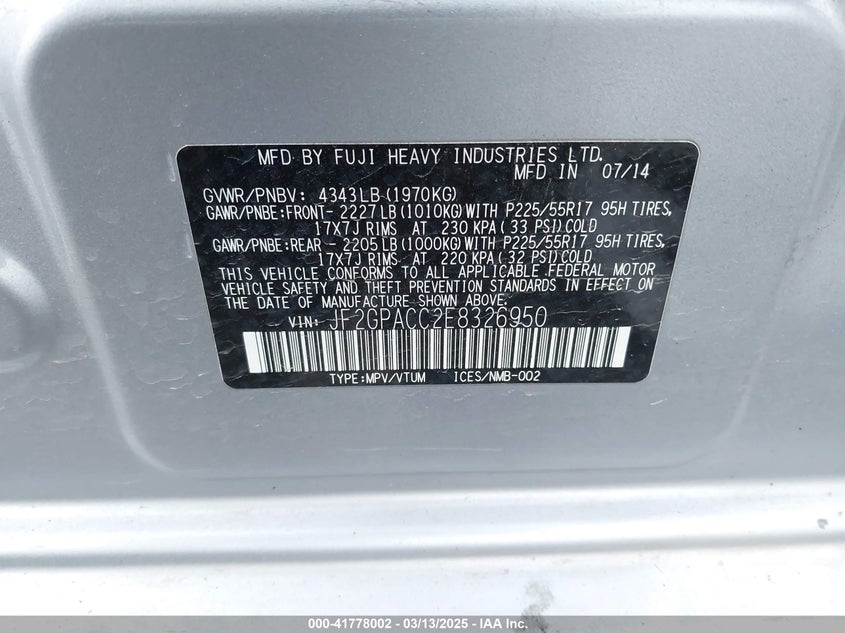 MFD BY FUJI HEAVY INDUSTRIES LTD.
MFD IN 07/14
GVWR/PNBV: 4343LB(1970KG)
GAWR/PNBE:FRONT- 2227LB(1010KG)WITH P225/55R17 95H TIRES,
17X7J RIMS AT 230 KPA(33 PSI)COLD
GAWR/PNBE:REAR - 2205LB(1000KG)WITH P225/55R17 95H TIRES,
17X7J RIMS AT 220 KPA(32 PSI)COLD
THIS VEHICLE CONFORMS TO ALL APPLICABLE FEDERAL MOTOR
VEHICLE SAFETY AND THEFT PREVENTION STANDARDS IN EFFECT ON
THE DATE OF MANUFACTURE SHOWN ABOVE.
VIN: JF2GPACC2E8326950
TYPE:MPV/VTUM ICES/NMB-002
000-41778002 - 03/13/2025 - IAA Inc.